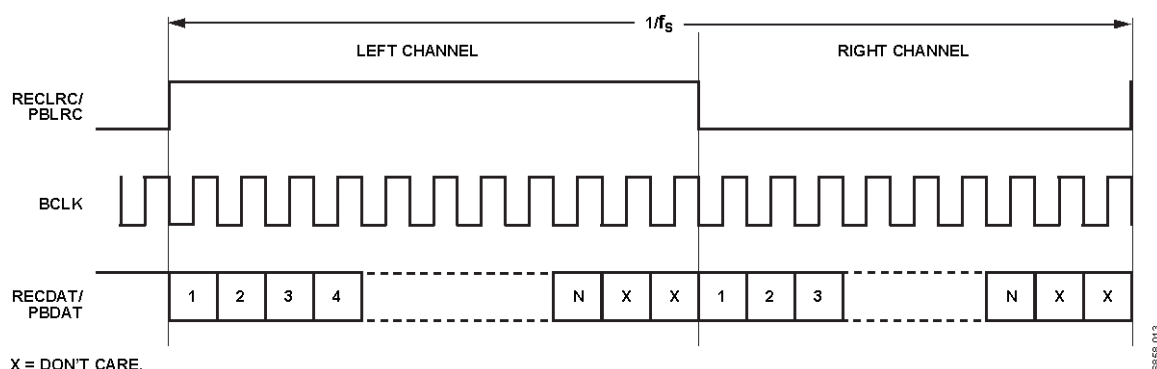 1/fS
LEFT CHANNEL RIGHT CHANNEL
RECLRC/
PBLRC
BCLK
RECDAT/
PBDAT
1 2 3 4 N X X 1 2 3 N X X
X = DON'T CARE.